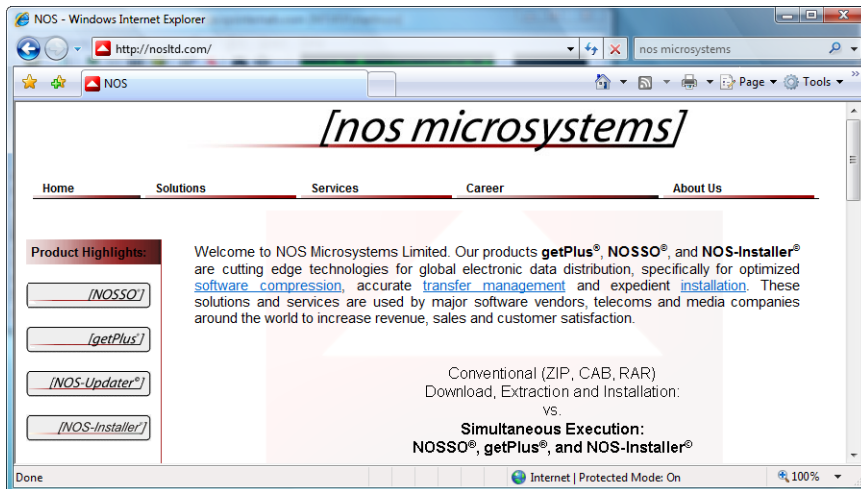 NOS - Windows Internet Explorer
http://nosltd.com/
nos microsystems
NOS
Page
Tools
[nos microsystems]
Home Solutions Services Career About Us
Product Highlights:
[NOSSO®]
[getPlus®]
[NOS-Updater®]
[NOS-Installer®]
Welcome to NOS Microsystems Limited. Our products getPlus®, NOSSO®, and NOS-Installer®
are cutting edge technologies for global electronic data distribution, specifically for optimized
software compression, accurate transfer management and expedient installation. These
solutions and services are used by major software vendors, telecoms and media companies
around the world to increase revenue, sales and customer satisfaction.
Conventional (ZIP, CAB, RAR)
Download, Extraction and Installation:
vs.
Simultaneous Execution:
NOSSO®, getPlus®, and NOS-Installer®
Done
Internet | Protected Mode: On
100%